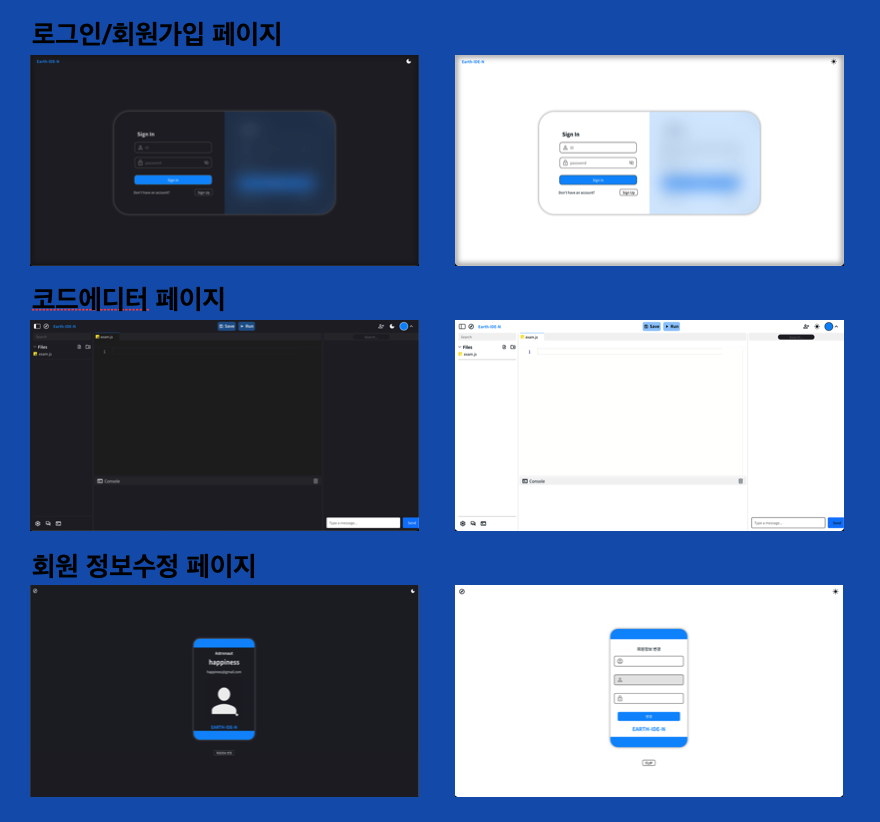 로그인/회원가입 페이지
Earth-IDE-N
Earth-IDE-N
Sign In
ID
password
Sign In
Don't have an account?
Sign Up
Sign In
ID
password
Sign In
Don't have an account?
Sign Up
코드에디터 페이지
Earth-IDE-N
Save
Run
Search
exam.js
Files
exam.js
1
Console
Type a message...
Send
Earth-IDE-N
Save
Run
Search
exam.js
Files
exam.js
1
Console
Type a message...
Send
회원 정보수정 페이지
Astronaut
happiness
happiness@gmail.com
EARTH-IDE-N
회원정보 변경
EARTH-IDE-N